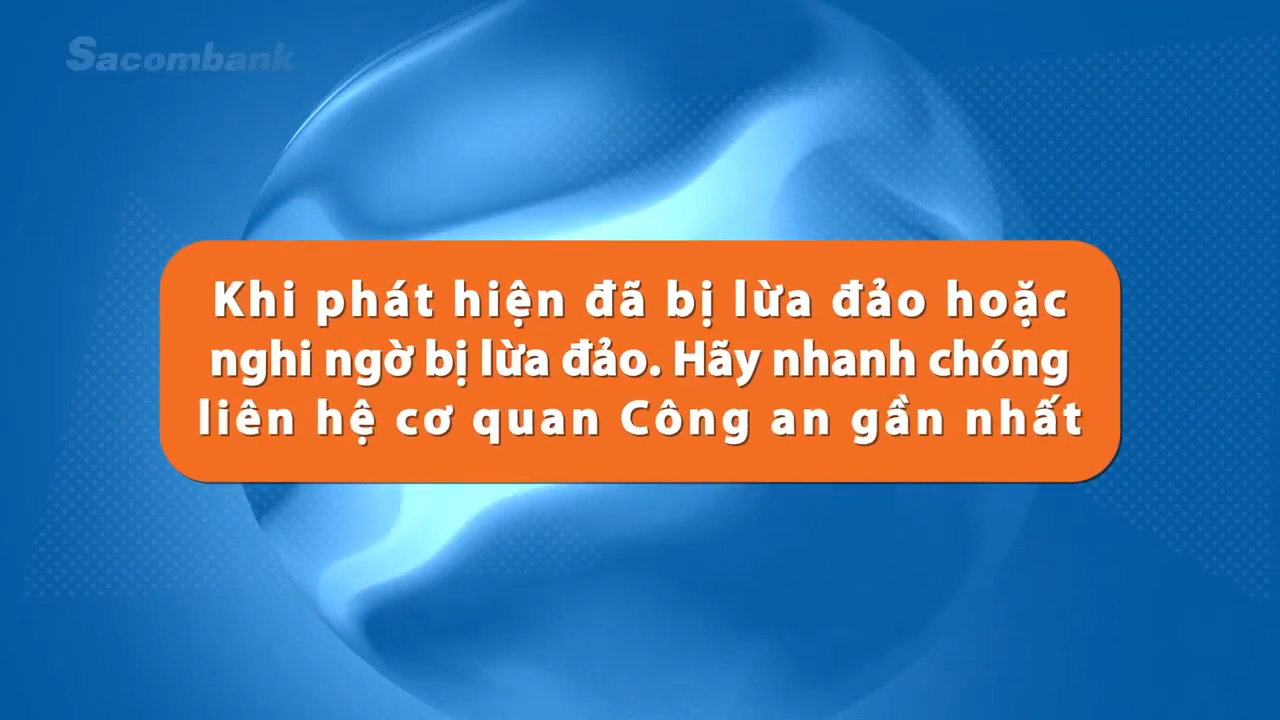 Sacombank
Khi phát hiện đã bị lừa đảo hoặc
nghi ngờ bị lừa đảo. Hãy nhanh chóng
liên hệ cơ quan Công an gần nhất